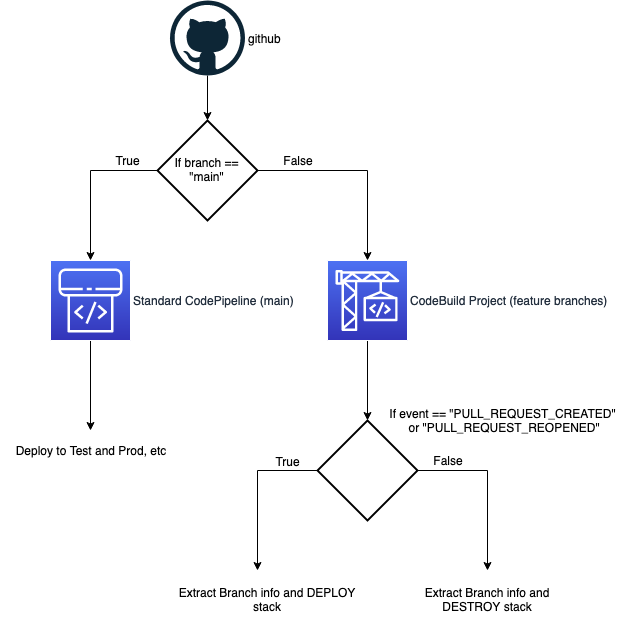 github
If branch ==
"main"
True
False
</>
Standard CodePipeline (main)
</>
CodeBuild Project (feature branches)
If event == "PULL_REQUEST_CREATED"
or "PULL_REQUEST_REOPENED"
Deploy to Test and Prod, etc
True
False
Extract Branch info and DEPLOY
stack
Extract Branch info and
DESTROY stack